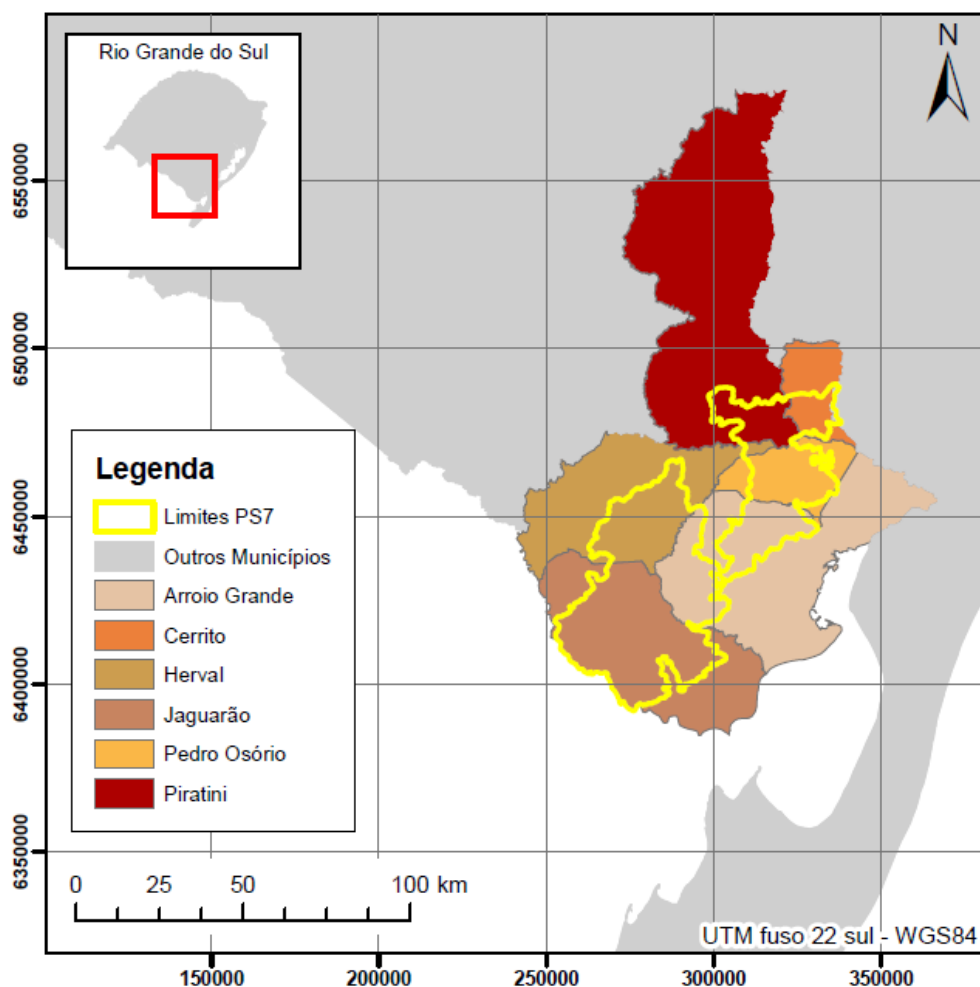 Rio Grande do Sul
N
6550000
6500000
6450000
6400000
6350000
Legenda
Limites PS7
Outros Municípios
Arroio Grande
Cerrito
Herval
Jaguarão
Pedro Osório
Piratini
0 25 50 100 km
UTM fuso 22 sul - WGS84
150000 200000 250000 300000 350000